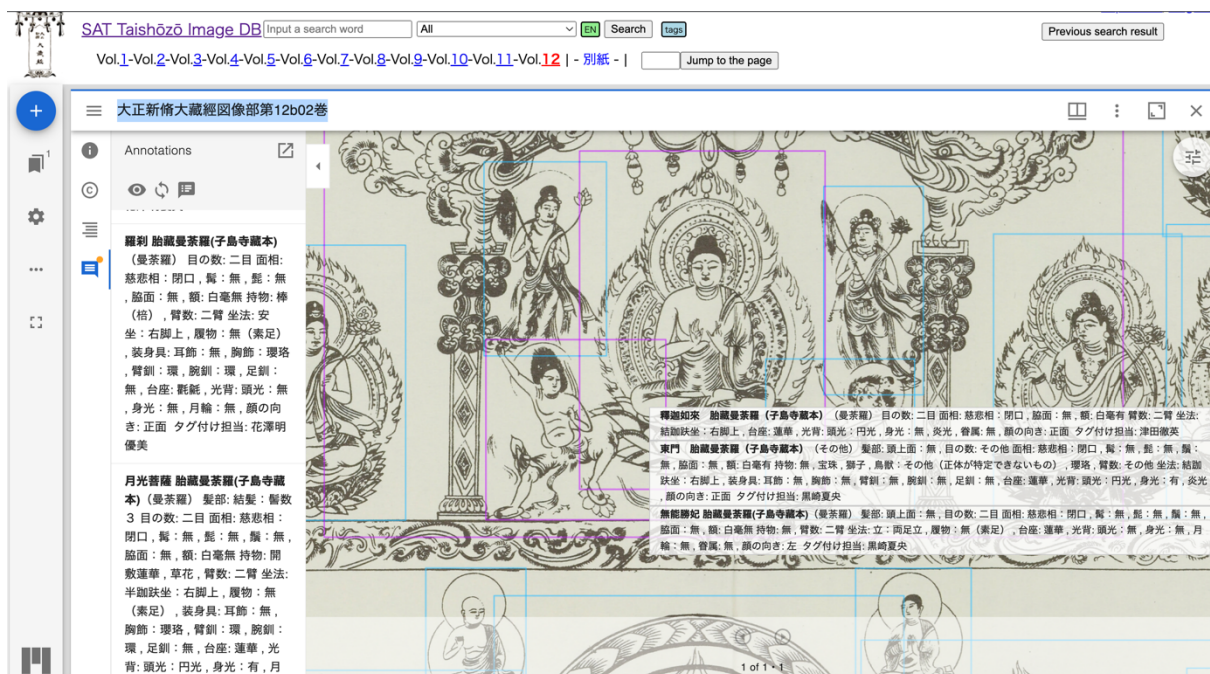 SAT Taishōzō Image DB Input a search word All EN Search tags Previous search result
Vol.1-Vol.2-Vol.3-Vol.4-Vol.5-Vol.6-Vol.7-Vol.8-Vol.9-Vol.10-Vol.11-Vol.12 | - 別紙 - | Jump to the page
大正新脩大藏經図像部第12b02巻
1
Annotations
羅刹 胎藏曼荼羅(子島寺藏本)
（曼荼羅） 目の数: 二目 面相:
慈悲相：閉口 , 髯：無 , 髭：無
, 脇面：無 , 額: 白毫無 持物: 棒
（棓） , 臂数: 二臂 坐法: 安
坐：右脚上 , 履物：無（素足）
, 装身具: 耳飾：無 , 胸飾：瓔珞
, 臂釧：環 , 腕釧：環 , 足釧：
無 , 台座: 氍毹 , 光背: 頭光：無
, 身光：無 , 月輪：無 , 顔の向
き: 正面 タグ付け担当: 花澤明
優美
月光菩薩 胎藏曼荼羅(子島寺藏
本)（曼荼羅） 髪部: 結髪：髻数
３ 目の数: 二目 面相: 慈悲相：
閉口 , 髯：無 , 髭：無 , 鬚：無 ,
脇面：無 , 額: 白毫無 持物: 開
敷蓮華 , 草花 , 臂数: 二臂 坐法:
半跏趺坐：右脚上 , 履物：無
（素足） , 装身具: 耳飾：無 ,
胸飾：瓔珞 , 臂釧：環 , 腕釧：
環 , 足釧：無 , 台座: 蓮華 , 光
背: 頭光：円光 , 身光：有 , 月
釋迦如來 胎藏曼荼羅（子島寺藏本）（曼荼羅） 目の数: 二目 面相: 慈悲相：閉口 , 脇面：無 , 額: 白毫有 臂数: 二臂 坐法:
結跏趺坐：右脚上 , 台座: 蓮華 , 光背: 頭光：円光 , 身光：無 , 炎光 , 眷属: 無 , 顔の向き: 正面 タグ付け担当: 津田徹英
東門 胎藏曼荼羅（子島寺藏本）（その他） 髪部: 頭上面：無 , 目の数: その他 面相: 慈悲相：閉口 , 髯：無 , 髭：無 , 鬚：
無 , 脇面：無 , 額: 白毫有 持物: 無 , 宝珠 , 獅子 , 鳥獣：その他（正体が特定できないもの） , 瓔珞 , 臂数: その他 坐法: 結跏
趺坐：右脚上 , 装身具: 耳飾：無 , 胸飾：無 , 臂釧：無 , 腕釧：無 , 足釧：無 , 台座: 蓮華 , 光背: 頭光：円光 , 身光：有 , 炎光
, 顔の向き: 正面 タグ付け担当: 黒崎夏央
無能勝妃 胎藏曼荼羅(子島寺藏本)（曼荼羅） 髪部: 頭上面：無 , 目の数: 二目 面相: 慈悲相：閉口 , 髯：無 , 髭：無 , 鬚：無 ,
脇面：無 , 額: 白毫無 持物: 無 , 臂数: 二臂 坐法: 立：両足立 , 履物：無（素足） , 台座: 蓮華 , 光背: 頭光：無 , 身光：無 , 月
輪：無 , 眷属: 無 , 顔の向き: 左 タグ付け担当: 黒崎夏央
1 of 1 • 1